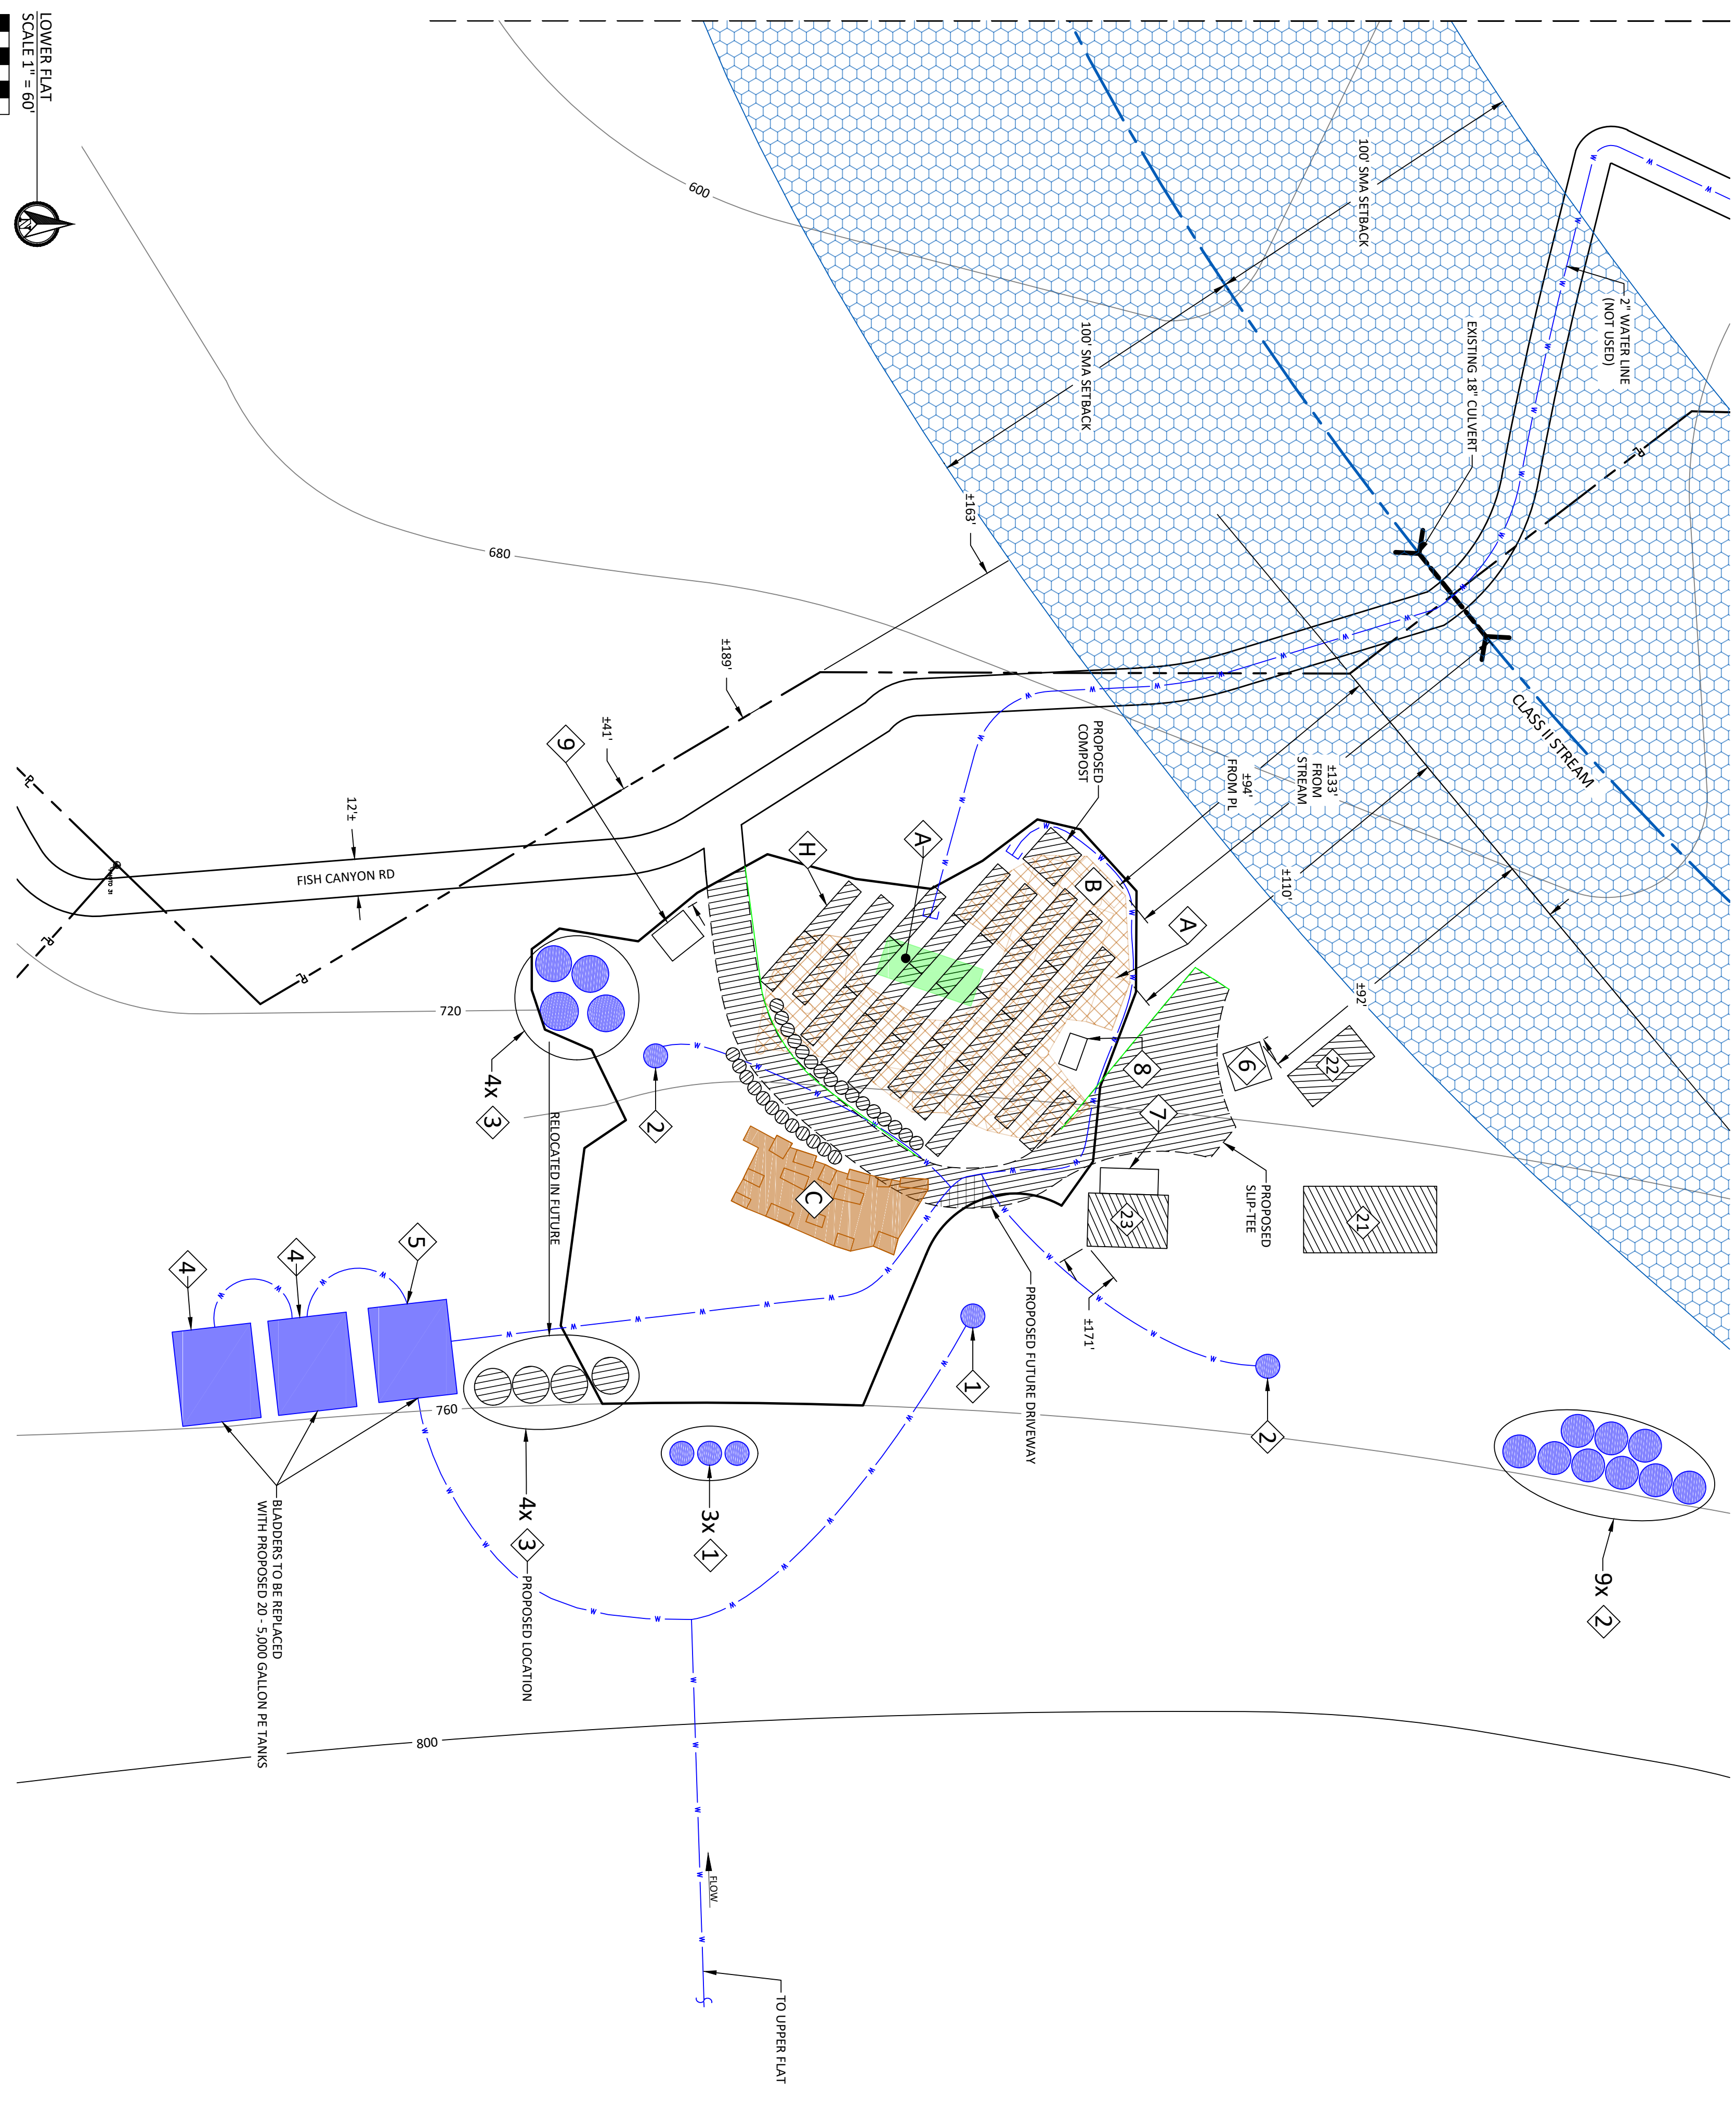 LOWER FLAT
SCALE 1" = 60'
N
600
680
720
760
800
100' SMA SETBACK
100' SMA SETBACK
2" WATER LINE
(NOT USED)
EXISTING 18" CULVERT
CLASS II STREAM
±163'
±189'
±41'
12'±
FISH CANYON RD
9
H
A
B
A
PROPOSED
COMPOST
±94'
FROM PL
±133'
FROM
STREAM
±110'
±92'
22
6
8
7
23
21
PROPOSED
SLIP-TEE
±171'
PROPOSED FUTURE DRIVEWAY
C
2
4x 3
RELOCATED IN FUTURE
5
4
4
1
2
3x 1
4x 3 PROPOSED LOCATION
9x 2
BLADDERS TO BE REPLACED
WITH PROPOSED 20 - 5,000 GALLON PE TANKS
FLOW
TO UPPER FLAT